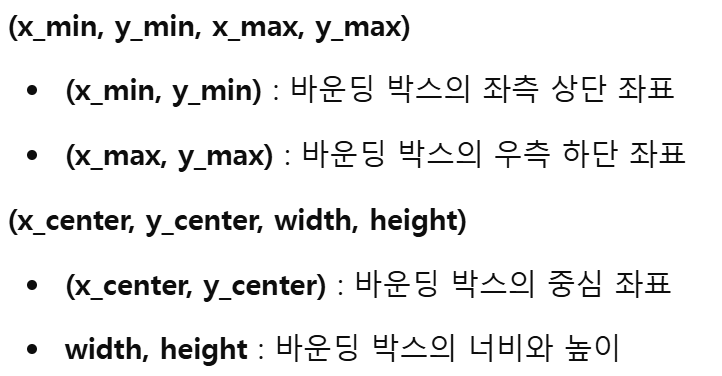 (x_min, y_min, x_max, y_max)
• (x_min, y_min) : 바운딩 박스의 좌측 상단 좌표
• (x_max, y_max) : 바운딩 박스의 우측 하단 좌표
(x_center, y_center, width, height)
• (x_center, y_center) : 바운딩 박스의 중심 좌표
• width, height : 바운딩 박스의 너비와 높이